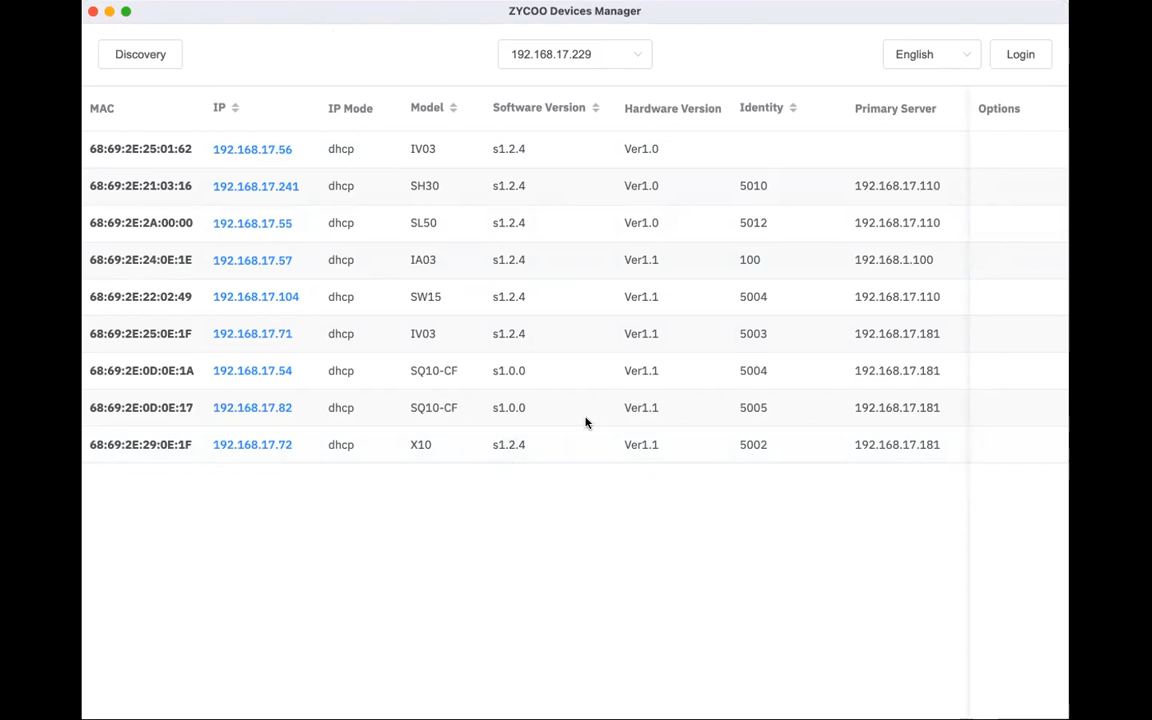 ZYCOO Devices Manager
Discovery 192.168.17.229 English Login
MAC IP IP Mode Model Software Version Hardware Version Identity Primary Server Options
68:69:2E:25:01:62 192.168.17.56 dhcp IV03 s1.2.4 Ver1.0
68:69:2E:21:03:16 192.168.17.241 dhcp SH30 s1.2.4 Ver1.0 5010 192.168.17.110
68:69:2E:2A:00:00 192.168.17.55 dhcp SL50 s1.2.4 Ver1.0 5012 192.168.17.110
68:69:2E:24:0E:1E 192.168.17.57 dhcp IA03 s1.2.4 Ver1.1 100 192.168.1.100
68:69:2E:22:02:49 192.168.17.104 dhcp SW15 s1.2.4 Ver1.1 5004 192.168.17.110
68:69:2E:25:0E:1F 192.168.17.71 dhcp IV03 s1.2.4 Ver1.1 5003 192.168.17.181
68:69:2E:0D:0E:1A 192.168.17.54 dhcp SQ10-CF s1.0.0 Ver1.1 5004 192.168.17.181
68:69:2E:0D:0E:17 192.168.17.82 dhcp SQ10-CF s1.0.0 Ver1.1 5005 192.168.17.181
68:69:2E:29:0E:1F 192.168.17.72 dhcp X10 s1.2.4 Ver1.1 5002 192.168.17.181